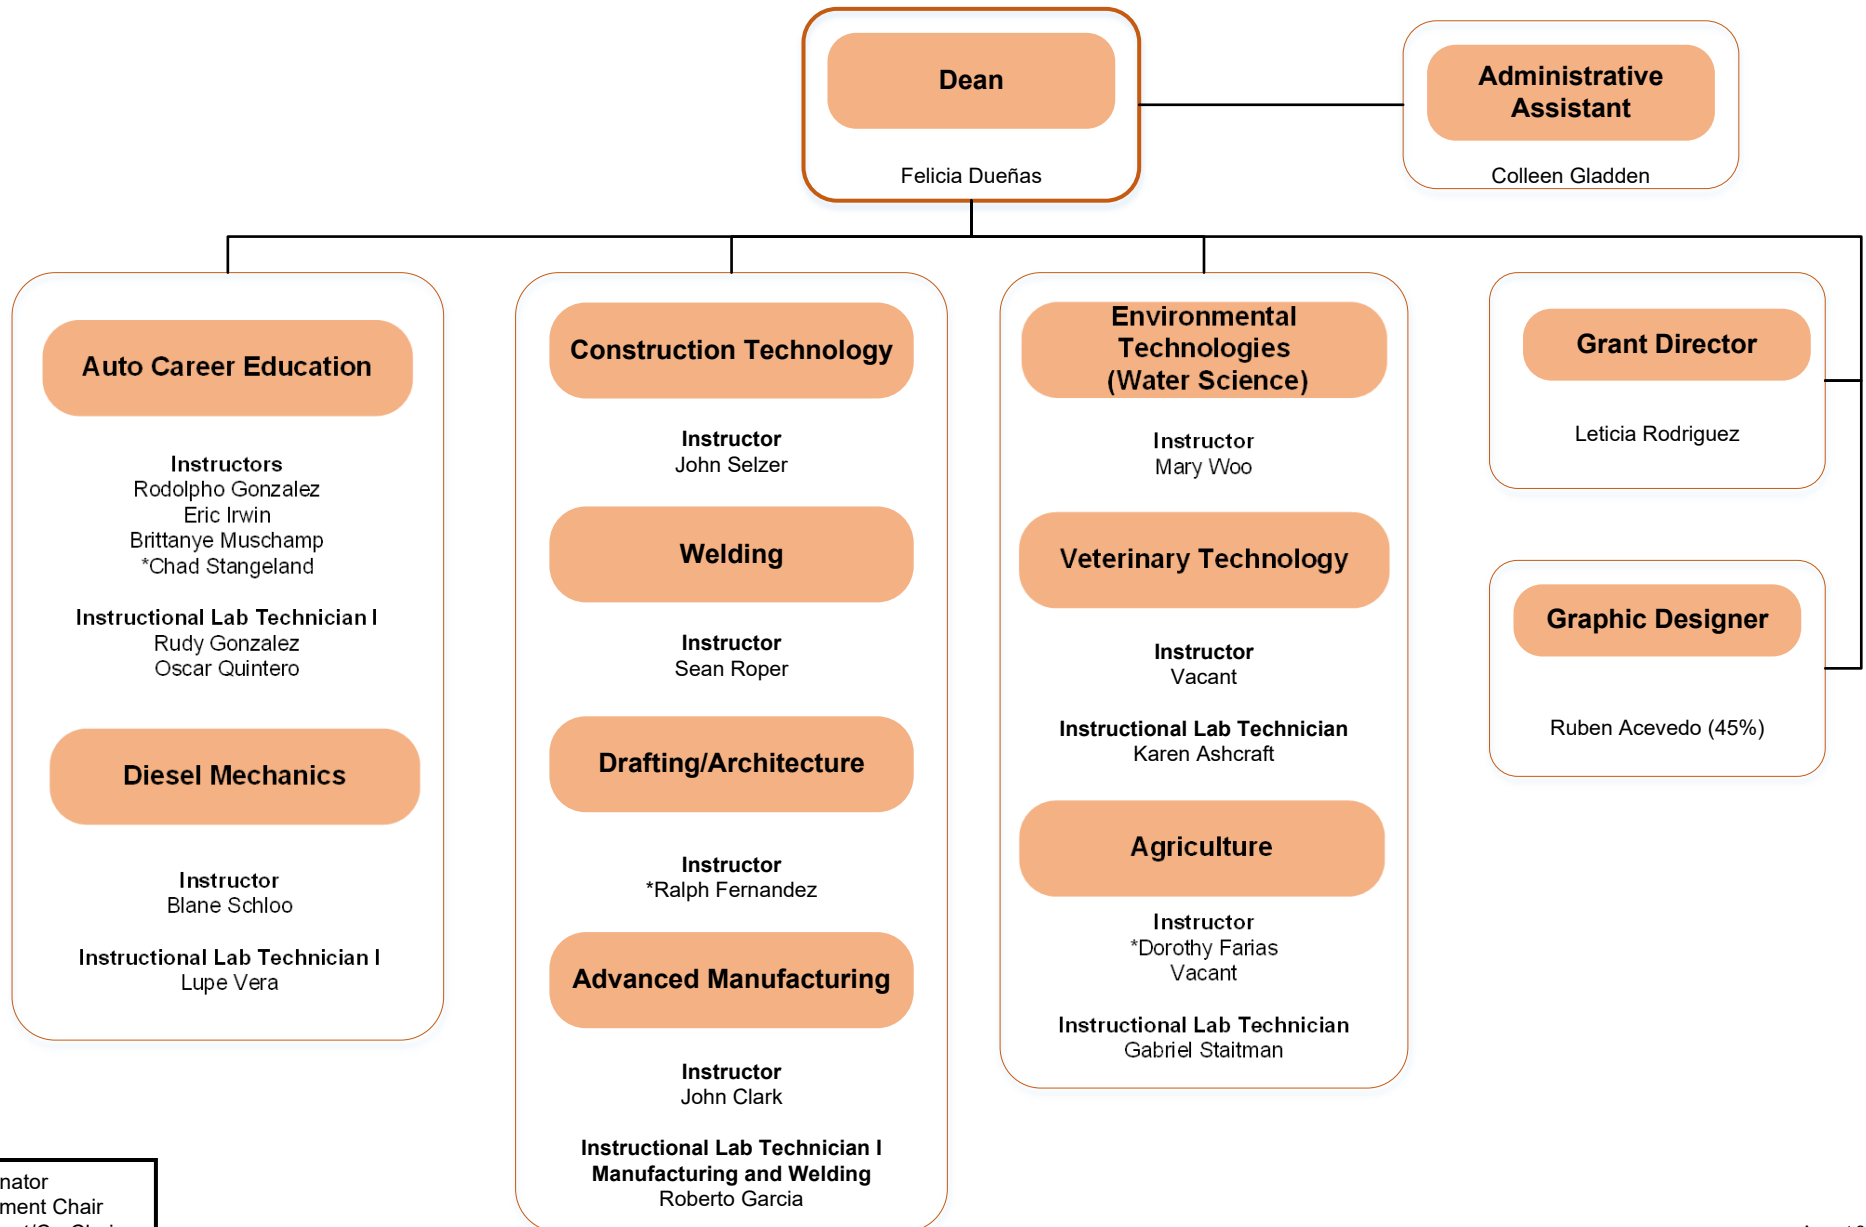 Dean
Felicia Dueñas
Administrative
Assistant
Colleen Gladden
Auto Career Education
Instructors
Rodolpho Gonzalez
Eric Irwin
Brittanye Muschamp
*Chad Stangeland
Instructional Lab Technician I
Rudy Gonzalez
Oscar Quintero
Diesel Mechanics
Instructor
Blane Schloo
Instructional Lab Technician I
Lupe Vera
Construction Technology
Instructor
John Selzer
Welding
Instructor
Sean Roper
Drafting/Architecture
Instructor
*Ralph Fernandez
Advanced Manufacturing
Instructor
John Clark
Instructional Lab Technician I
Manufacturing and Welding
Roberto Garcia
Environmental
Technologies
(Water Science)
Instructor
Mary Woo
Veterinary Technology
Instructor
Vacant
Instructional Lab Technician
Karen Ashcraft
Agriculture
Instructor
*Dorothy Farias
Vacant
Instructional Lab Technician
Gabriel Staitman
Grant Director
Leticia Rodriguez
Graphic Designer
Ruben Acevedo (45%)
nator
ment Chair